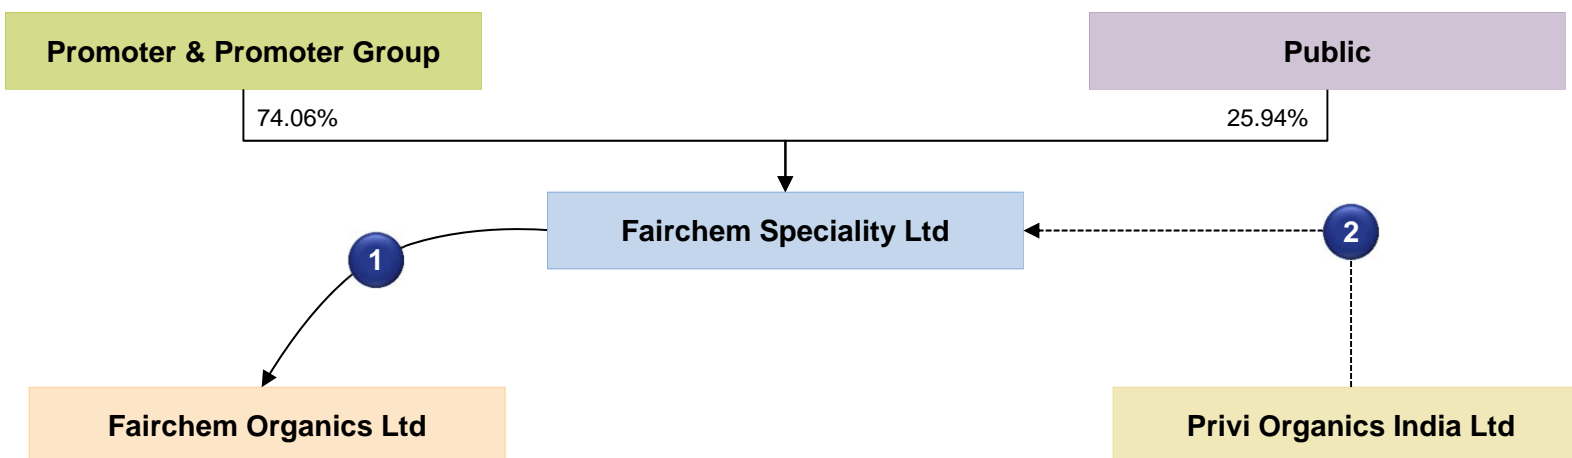 Promoter & Promoter Group
Public
74.06%
25.94%
Fairchem Speciality Ltd
2
1
Fairchem Organics Ltd
Privi Organics India Ltd